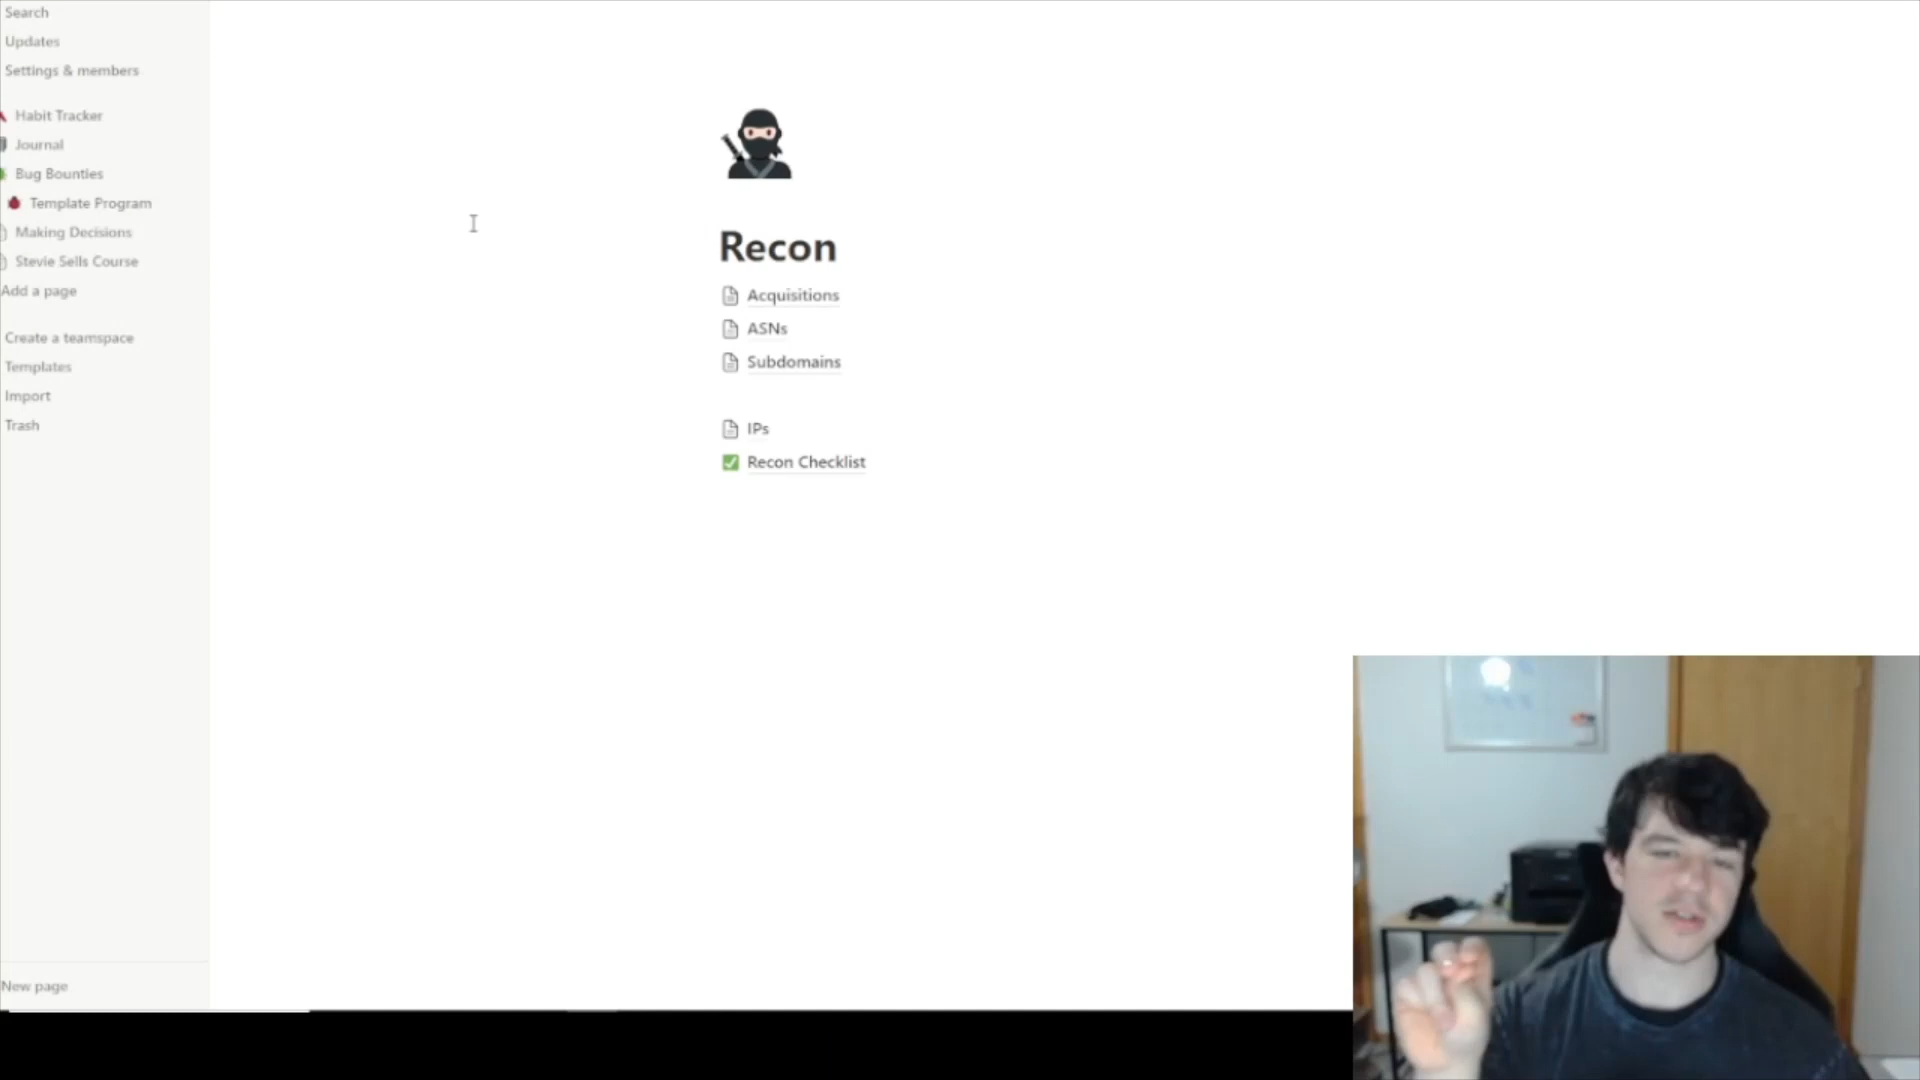 Search
Updates
Settings & members
Habit Tracker
Journal
Bug Bounties
Template Program
Making Decisions
Stevie Sells Course
Add a page
Create a teamspace
Templates
Import
Trash
New page
Recon
Acquisitions
ASNs
Subdomains
IPs
Recon Checklist